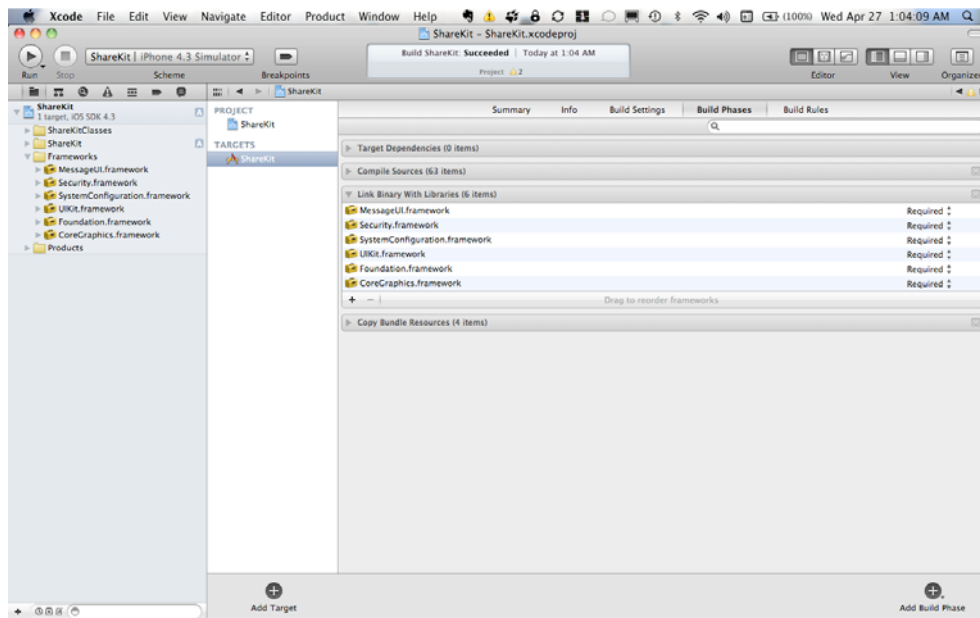 Xcode File Edit View Navigate Editor Product Window Help (100%) Wed Apr 27 1:04:09 AM
ShareKit - ShareKit.xcodeproj
ShareKit | iPhone 4.3 Simulator
Build ShareKit: Succeeded | Today at 1:04 AM
Project 2
Run Stop Scheme Breakpoints Editor View Organizer
ShareKit
ShareKit
1 target, iOS SDK 4.3
ShareKitClasses
ShareKit
Frameworks
MessageUI.framework
Security.framework
SystemConfiguration.framework
UIKit.framework
Foundation.framework
CoreGraphics.framework
Products
PROJECT
ShareKit
TARGETS
ShareKit
Summary Info Build Settings Build Phases Build Rules
Target Dependencies (0 items)
Compile Sources (63 items)
Link Binary With Libraries (6 items)
MessageUI.framework Required
Security.framework Required
SystemConfiguration.framework Required
UIKit.framework Required
Foundation.framework Required
CoreGraphics.framework Required
Drag to reorder frameworks
Copy Bundle Resources (4 items)
Add Target Add Build Phase